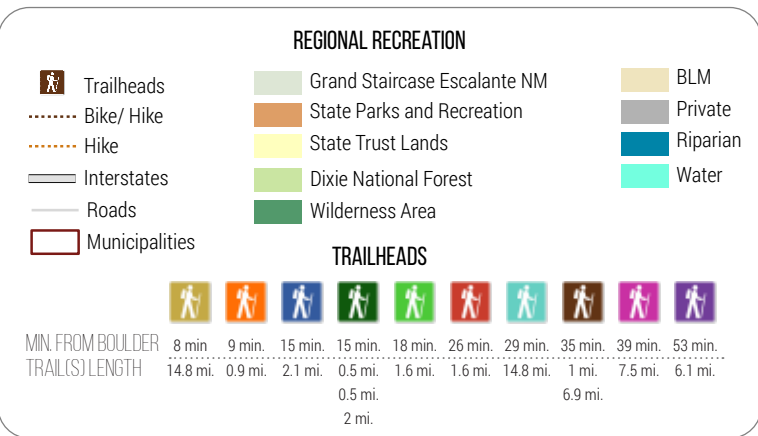 REGIONAL RECREATION
Trailheads
Bike/ Hike
Hike
Interstates
Roads
Municipalities
Grand Staircase Escalante NM
State Parks and Recreation
State Trust Lands
Dixie National Forest
Wilderness Area
BLM
Private
Riparian
Water
TRAILHEADS
MIN. FROM BOULDER 8 min 9 min. 15 min. 15 min. 18 min. 26 min. 29 min. 35 min. 39 min. 53 min.
TRAIL(S) LENGTH 14.8 mi. 0.9 mi. 2.1 mi. 0.5 mi. 1.6 mi. 1.6 mi. 14.8 mi. 1 mi. 7.5 mi. 6.1 mi.
0.5 mi. 6.9 mi.
2 mi.